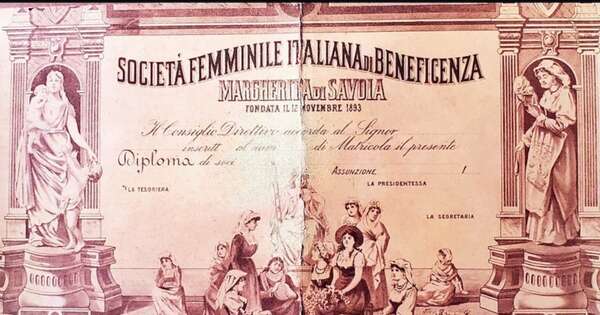 SOCIETÀ FEMMINILE ITALIANA DI BENEFICENZA
MARGHERITA DI SAVOIA
FONDATA IL 12 NOVEMBRE 1893
Il Consiglio Direttivo accorda al Signor
inscritt al num di Matricola il presente
Diploma di soci
ASSUNZIONE
LA TESORIERA
LA PRESIDENTESSA
LA SEGRETARIA